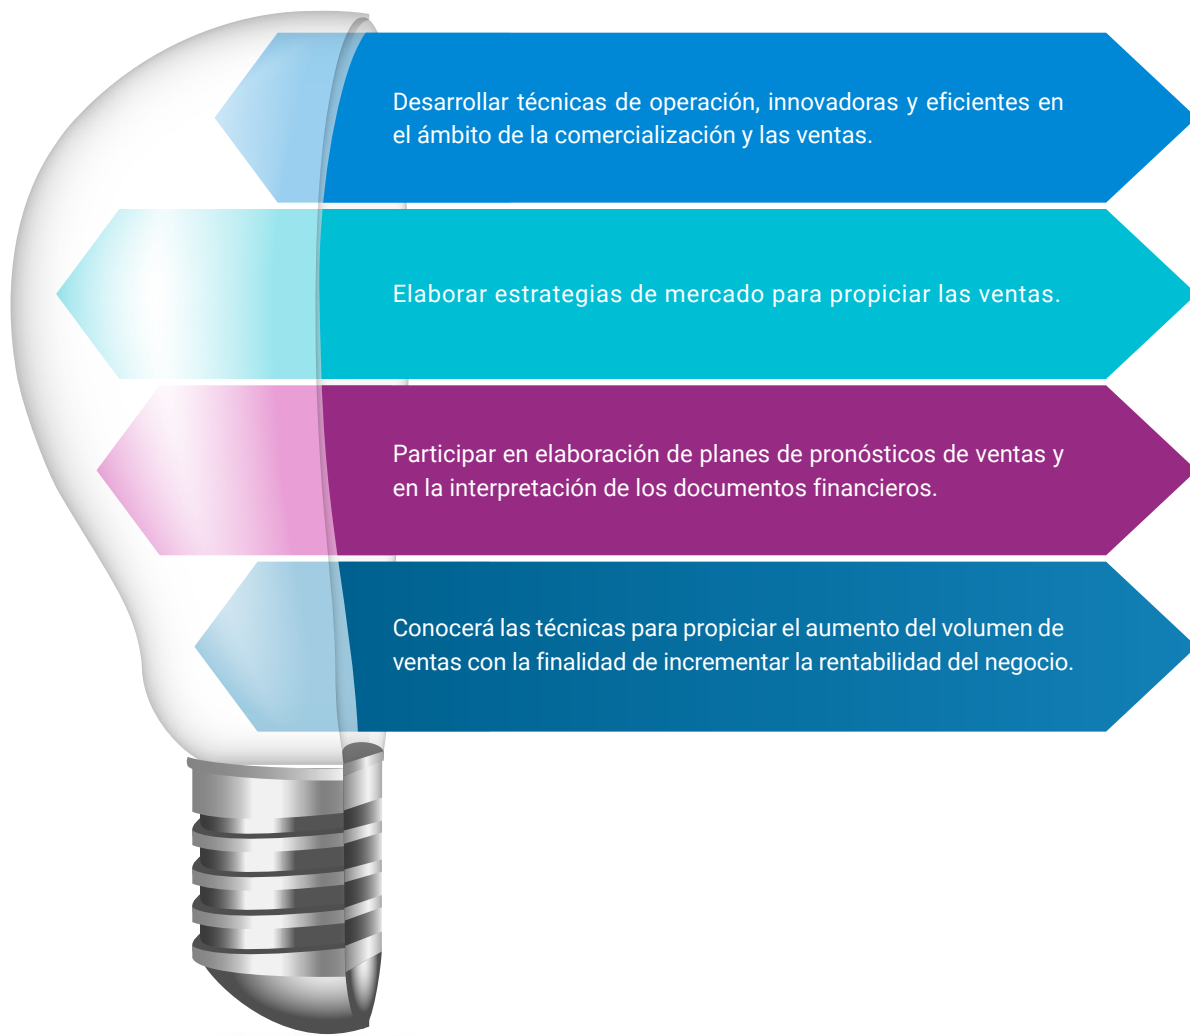 Desarrollar técnicas de operación, innovadoras y eficientes en
el ámbito de la comercialización y las ventas.
Elaborar estrategias de mercado para propiciar las ventas.
Participar en elaboración de planes de pronósticos de ventas y
en la interpretación de los documentos financieros.
Conocerá las técnicas para propiciar el aumento del volumen de
ventas con la finalidad de incrementar la rentabilidad del negocio.